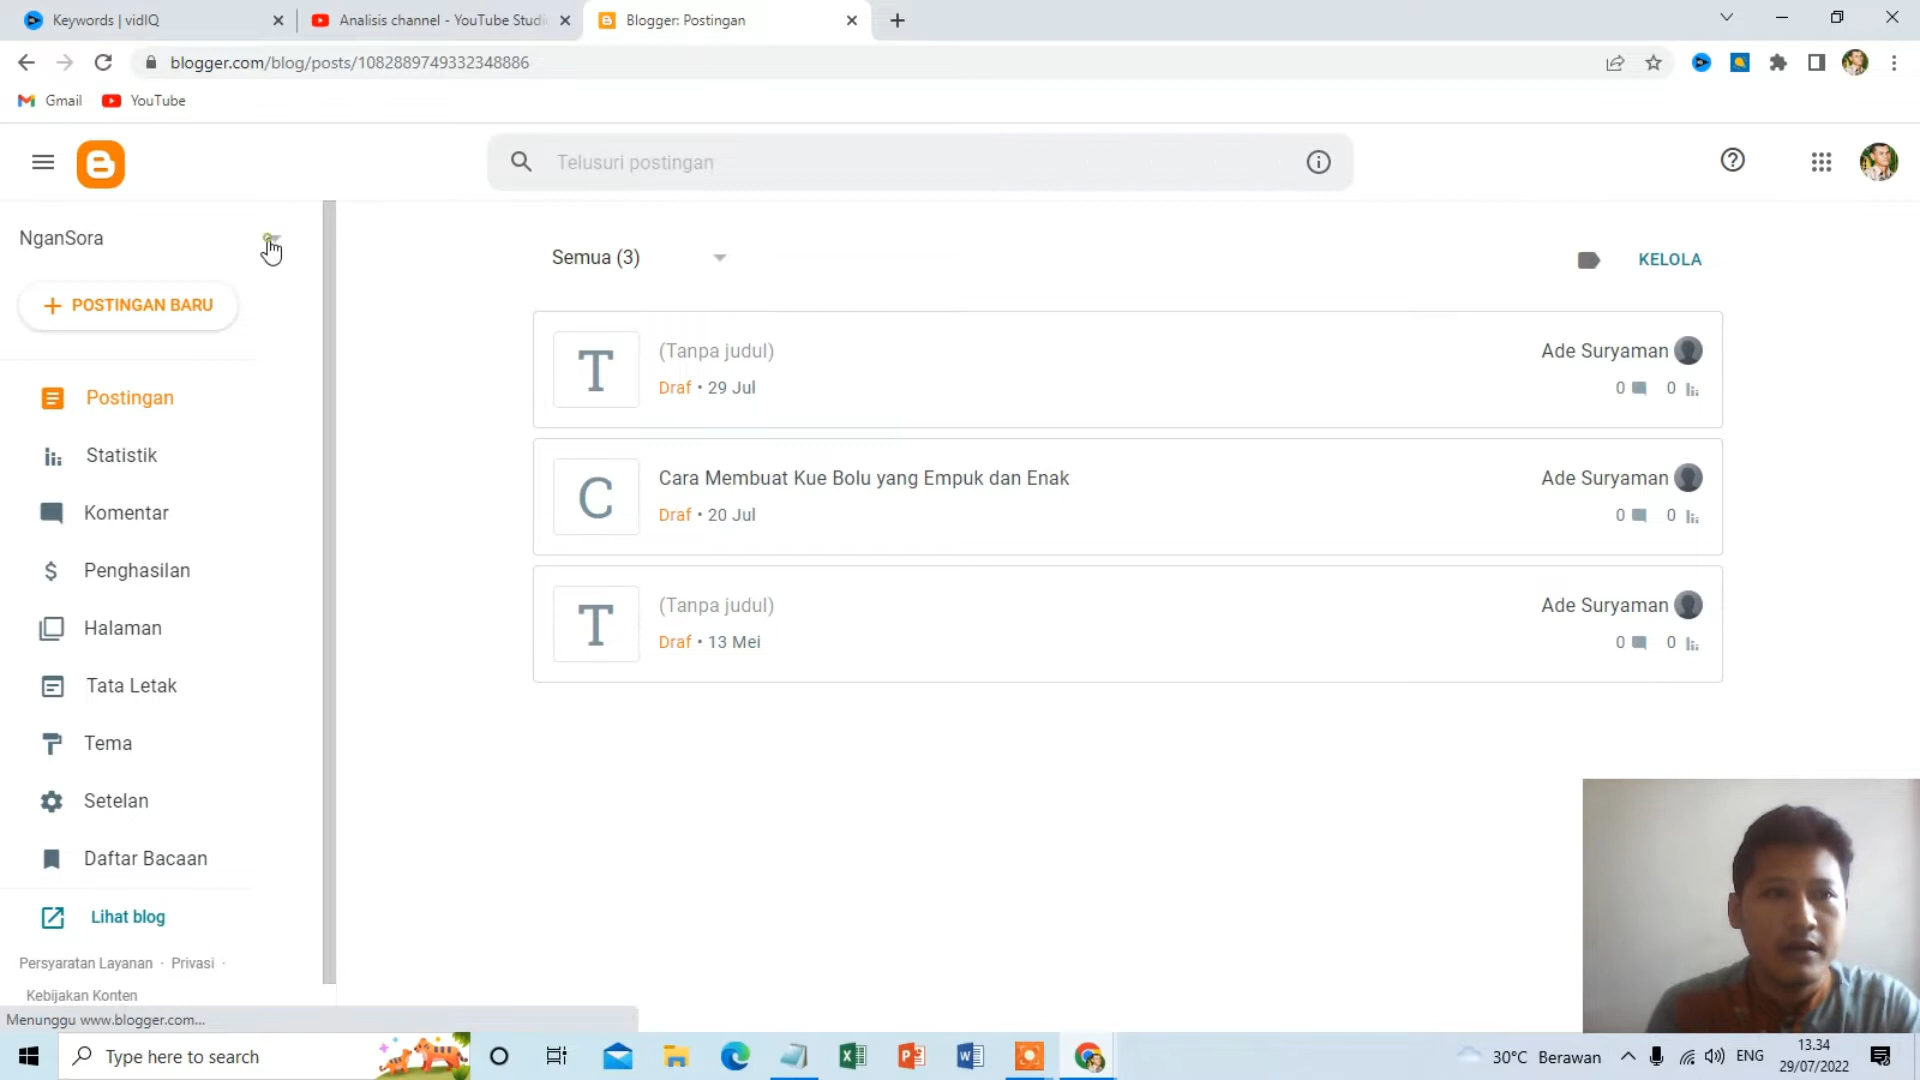 Keywords | vidIQ
Analisis channel - YouTube Studi
Blogger: Postingan
blogger.com/blog/posts/1082889749332348886
Gmail
YouTube
Telusuri postingan
NganSora
POSTINGAN BARU
Semua (3)
KELOLA
T
(Tanpa judul)
Ade Suryaman
Draf • 29 Jul
0
0
C
Cara Membuat Kue Bolu yang Empuk dan Enak
Ade Suryaman
Draf • 20 Jul
0
0
T
(Tanpa judul)
Ade Suryaman
Draf • 13 Mei
0
0
Postingan
Statistik
Komentar
Penghasilan
Halaman
Tata Letak
Tema
Setelan
Daftar Bacaan
Lihat blog
Persyaratan Layanan · Privasi ·
Kebijakan Konten
Menunggu www.blogger.com...
Type here to search
30°C Berawan
ENG
13.34
29/07/2022